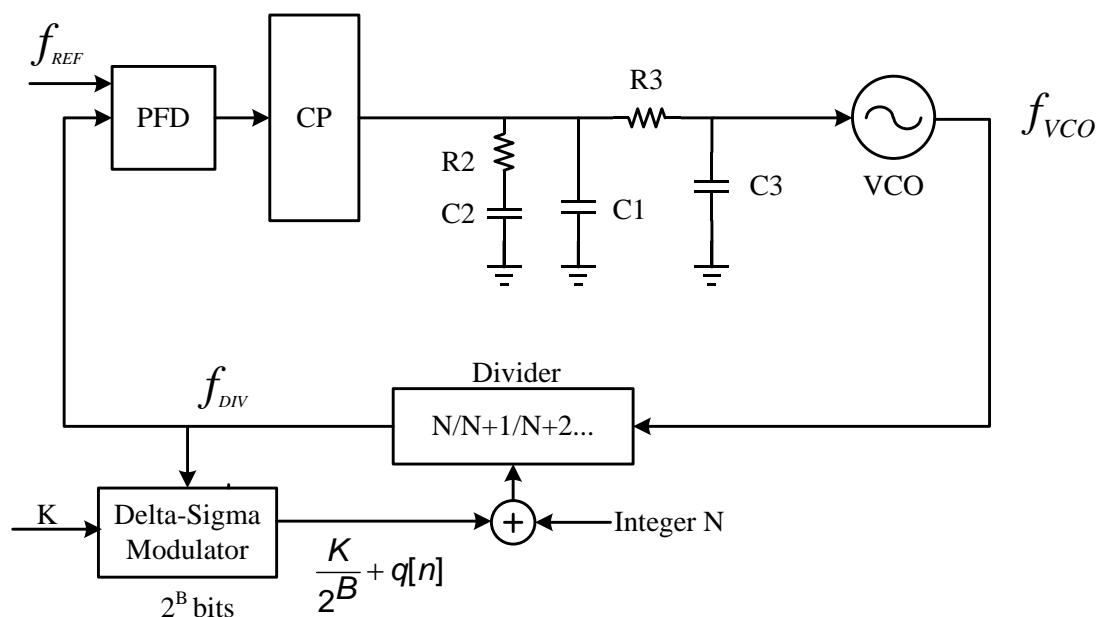 f_REF
PFD
CP
R3
R2
C2
C1
C3
VCO
f_VCO
Divider
N/N+1/N+2...
f_DIV
K
Delta-Sigma
Modulator
2^B bits
K/2^B + q[n]
+
Integer N